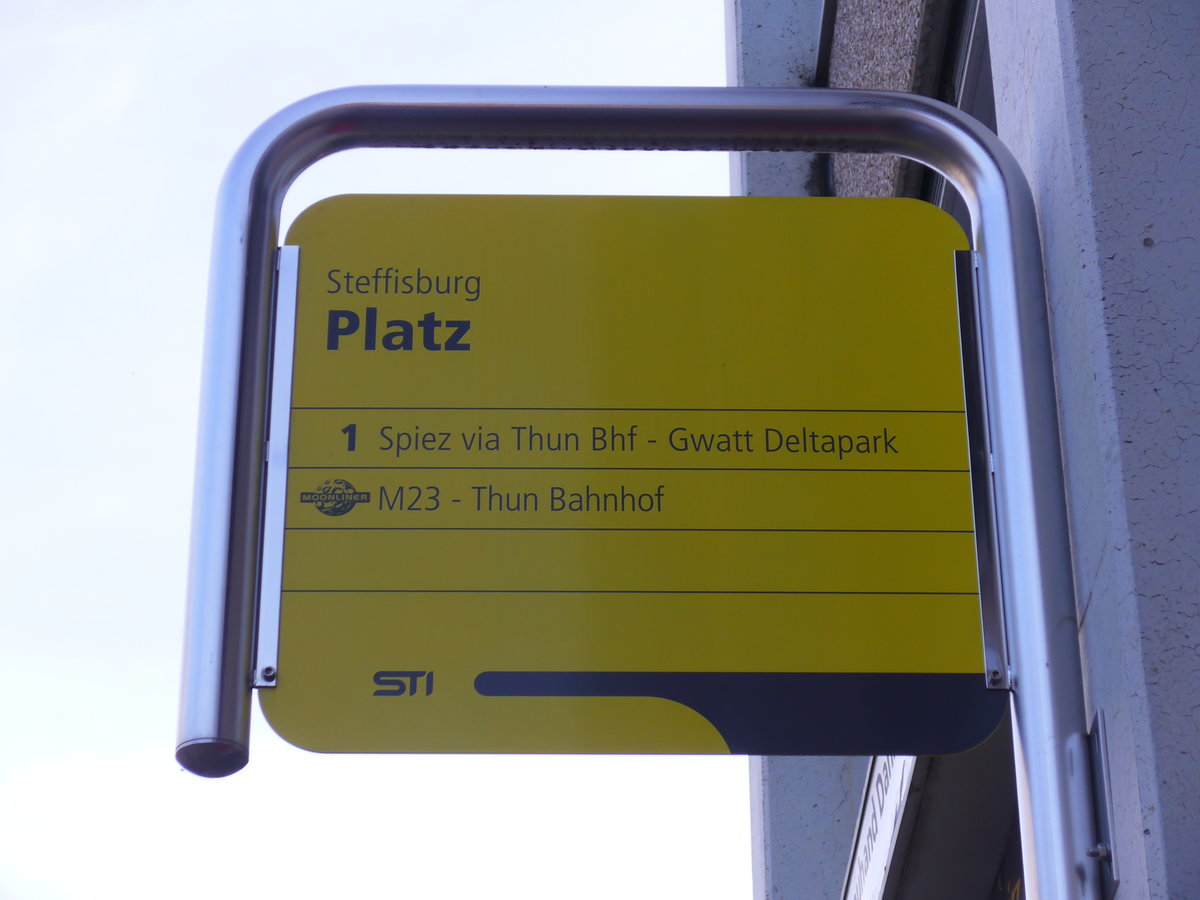 Steffisburg
Platz
1 Spiez via Thun Bhf - Gwatt Deltapark
MOONLINER M23 - Thun Bahnhof
STI